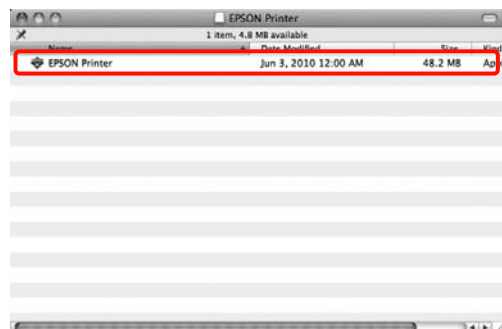 EPSON Printer
1 item, 4.8 MB available
Name Date Modified Size Kind
EPSON Printer Jun 3, 2010 12:00 AM 48.2 MB Ap